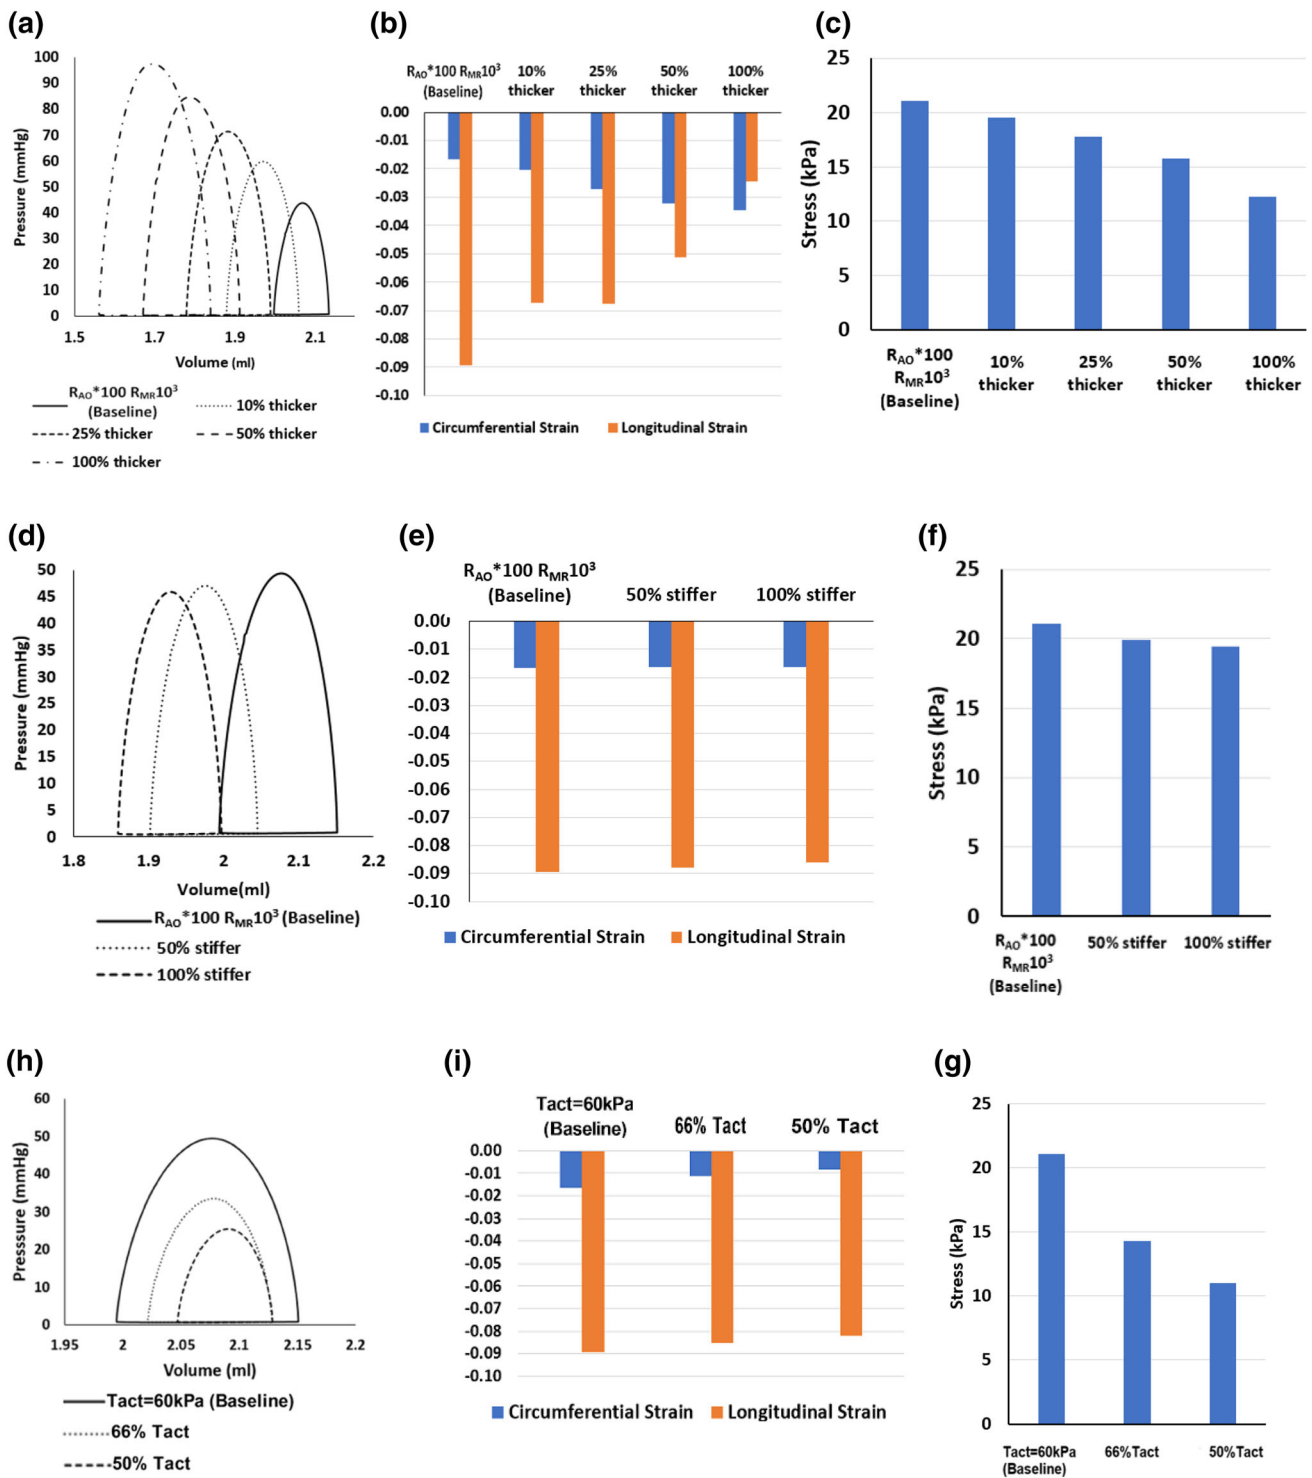 (a)
100
90
80
70
60
50
40
30
20
10
0
Pressure (mmHg)
1.5 1.7 1.9 2.1
Volume (ml)
R_AO*100 R_MR10³
(Baseline)
10% thicker
25% thicker
50% thicker
100% thicker
(b)
R_AO*100 R_MR10³
(Baseline)
10%
thicker
25%
thicker
50%
thicker
100%
thicker
0.00
-0.01
-0.02
-0.03
-0.04
-0.05
-0.06
-0.07
-0.08
-0.09
-0.10
Circumferential Strain Longitudinal Strain
(c)
25
20
15
10
5
0
Stress (kPa)
R_AO*100
R_MR10³
(Baseline)
10%
thicker
25%
thicker
50%
thicker
100%
thicker
(d)
50
45
40
35
30
25
20
15
10
5
0
Pressure (mmHg)
1.8 1.9 2 2.1 2.2
Volume(ml)
R_AO*100 R_MR10³ (Baseline)
50% stiffer
100% stiffer
(e)
R_AO*100 R_MR10³
(Baseline)
50% stiffer
100% stiffer
0.00
-0.01
-0.02
-0.03
-0.04
-0.05
-0.06
-0.07
-0.08
-0.09
-0.10
Circumferential Strain Longitudinal Strain
(f)
25
20
15
10
5
0
Stress (kPa)
R_AO*100
R_MR10³
(Baseline)
50% stiffer
100% stiffer
(h)
60
50
40
30
20
10
0
Presssure (mmHg)
1.95 2 2.05 2.1 2.15 2.2
Volume (ml)
Tact=60kPa (Baseline)
66% Tact
50% Tact
(i)
Tact=60kPa
(Baseline)
66% Tact
50% Tact
0.00
-0.01
-0.02
-0.03
-0.04
-0.05
-0.06
-0.07
-0.08
-0.09
-0.10
Circumferential Strain Longitudinal Strain
(g)
25
20
15
10
5
0
Stress (kPa)
Tact=60kPa
(Baseline)
66%Tact
50%Tact